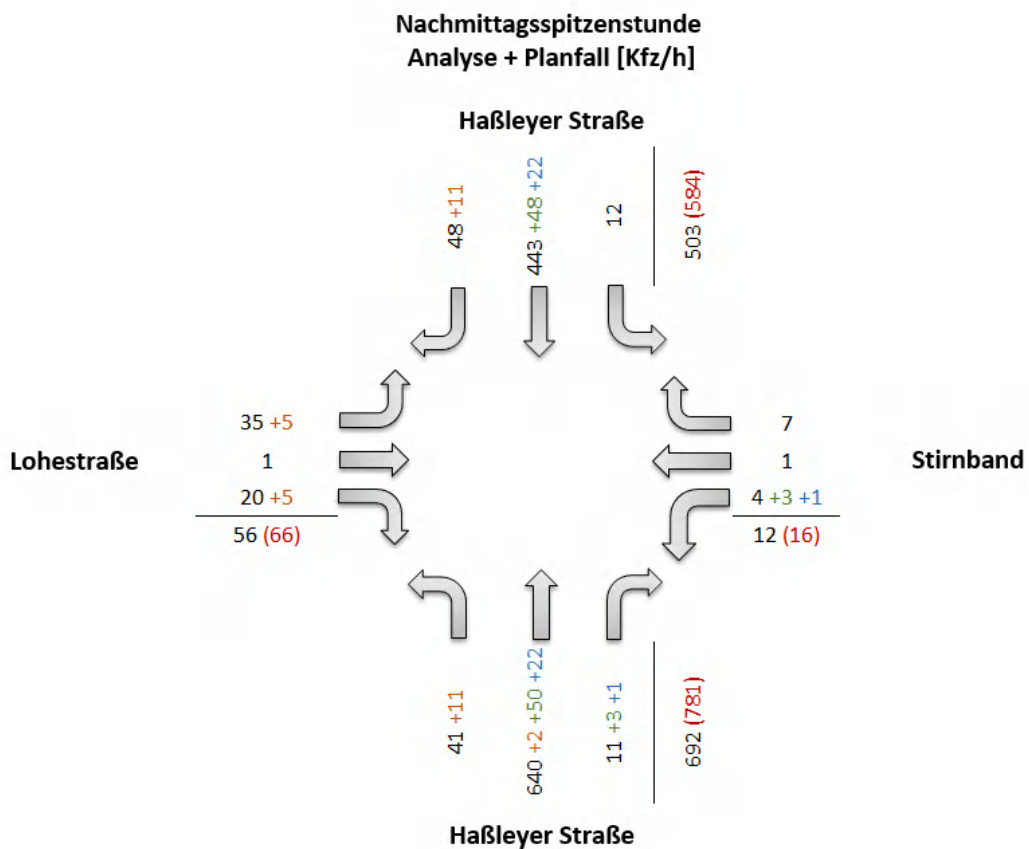 Nachmittagsspitzenstunde
Analyse + Planfall [Kfz/h]
Haßleyer Straße
48 +11
443 +48 +22
12
503 (584)
35 +5
7
Lohestraße
1
1
Stirnband
20 +5
4 +3 +1
56 (66)
12 (16)
41 +11
640 +2 +50 +22
11 +3 +1
692 (781)
Haßleyer Straße